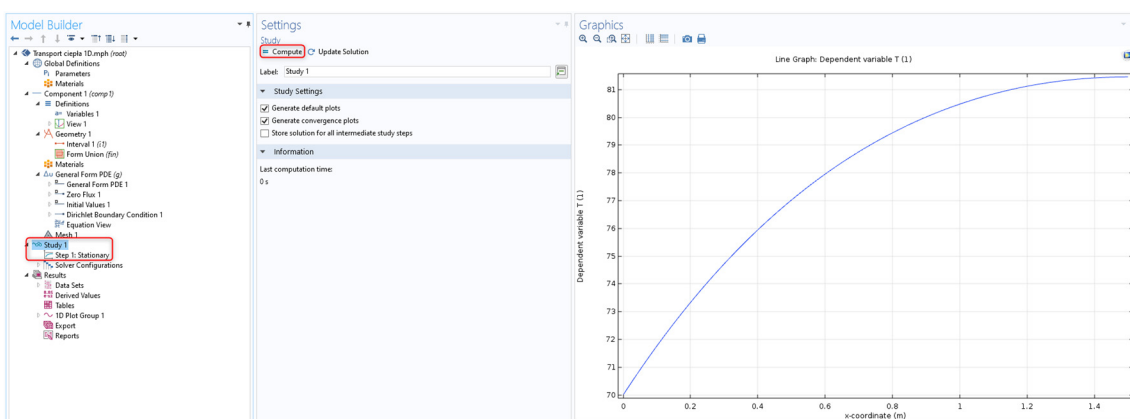 Model Builder
Transport ciepła 1D.mph (root)
Global Definitions
Pi Parameters
Materials
Component 1 (comp1)
Definitions
a= Variables 1
View 1
Geometry 1
Interval 1 (i1)
Form Union (fin)
Materials
Δu General Form PDE (g)
General Form PDE 1
Zero Flux 1
Initial Values 1
Dirichlet Boundary Condition 1
Equation View
Mesh 1
Study 1
Step 1: Stationary
Solver Configurations
Results
Data Sets
Derived Values
Tables
1D Plot Group 1
Export
Reports
Settings
Study
= Compute Update Solution
Label: Study 1
Study Settings
Generate default plots
Generate convergence plots
Store solution for all intermediate study steps
Information
Last computation time:
0 s
Graphics
Line Graph: Dependent variable T (1)
Dependent variable T (1)
81
80
79
78
77
76
75
74
73
72
71
70
0 0.2 0.4 0.6 0.8 1 1.2 1.4
x-coordinate (m)